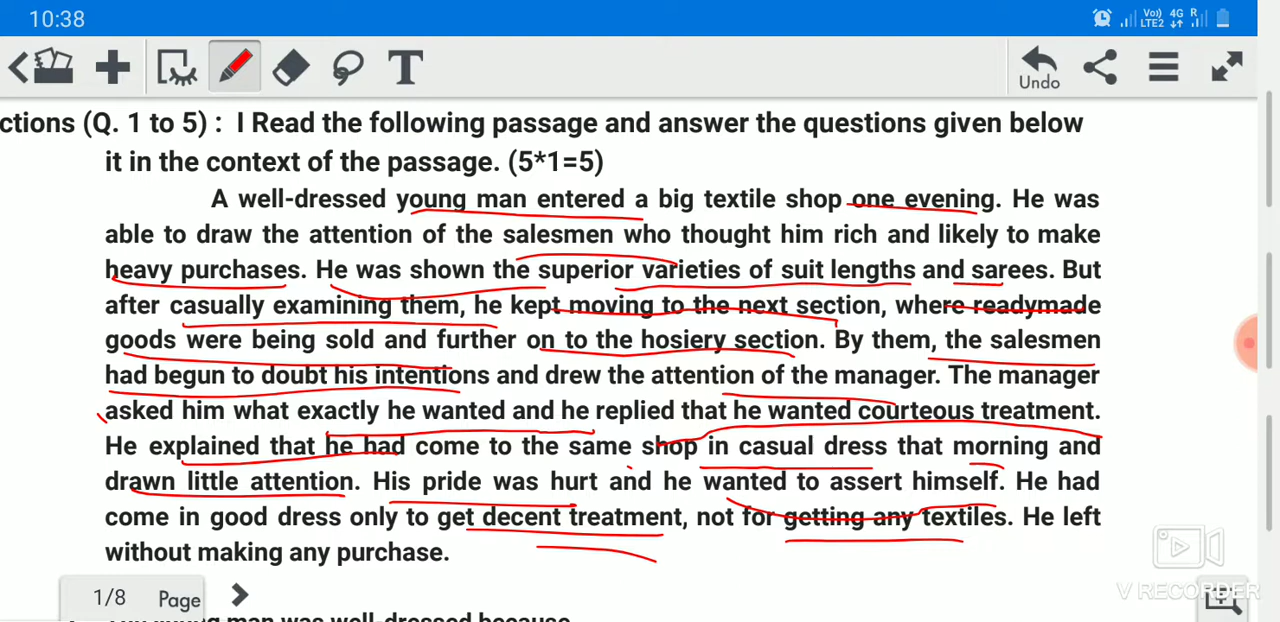 10:38
Vo) 4G R
LTE2
Undo
ctions (Q. 1 to 5) : I Read the following passage and answer the questions given below
it in the context of the passage. (5*1=5)
A well-dressed young man entered a big textile shop one evening. He was
able to draw the attention of the salesmen who thought him rich and likely to make
heavy purchases. He was shown the superior varieties of suit lengths and sarees. But
after casually examining them, he kept moving to the next section, where readymade
goods were being sold and further on to the hosiery section. By them, the salesmen
had begun to doubt his intentions and drew the attention of the manager. The manager
asked him what exactly he wanted and he replied that he wanted courteous treatment.
He explained that he had come to the same shop in casual dress that morning and
drawn little attention. His pride was hurt and he wanted to assert himself. He had
come in good dress only to get decent treatment, not for getting any textiles. He left
without making any purchase.
1/8 Page
V RECORDER
man was well-dressed because